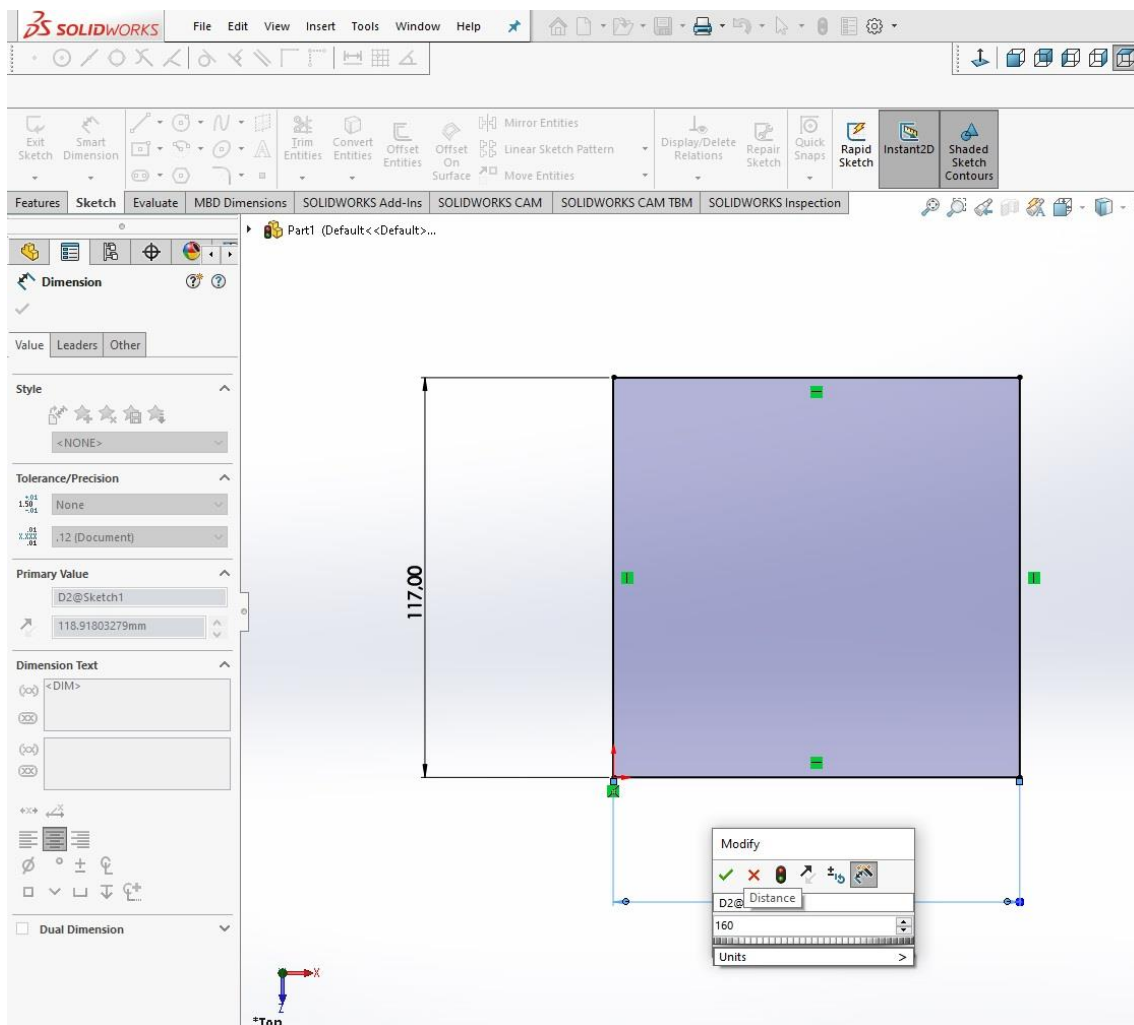 SOLIDWORKS File Edit View Insert Tools Window Help
Exit Sketch
Smart Dimension
Trim Entities
Convert Entities
Offset Entities
Offset On Surface
Mirror Entities
Linear Sketch Pattern
Move Entities
Display/Delete Relations
Repair Sketch
Quick Snaps
Rapid Sketch
Instant2D
Shaded Sketch Contours
Features Sketch Evaluate MBD Dimensions SOLIDWORKS Add-Ins SOLIDWORKS CAM SOLIDWORKS CAM TBM SOLIDWORKS Inspection
Part1 (Default<<Default>...
Dimension
Value Leaders Other
Style
<NONE>
Tolerance/Precision
None
.12 (Document)
Primary Value
D2@Sketch1
118.91803279mm
Dimension Text
<DIM>
Dual Dimension
117,00
Modify
D2@
Distance
160
Units >
X
Z
*Top